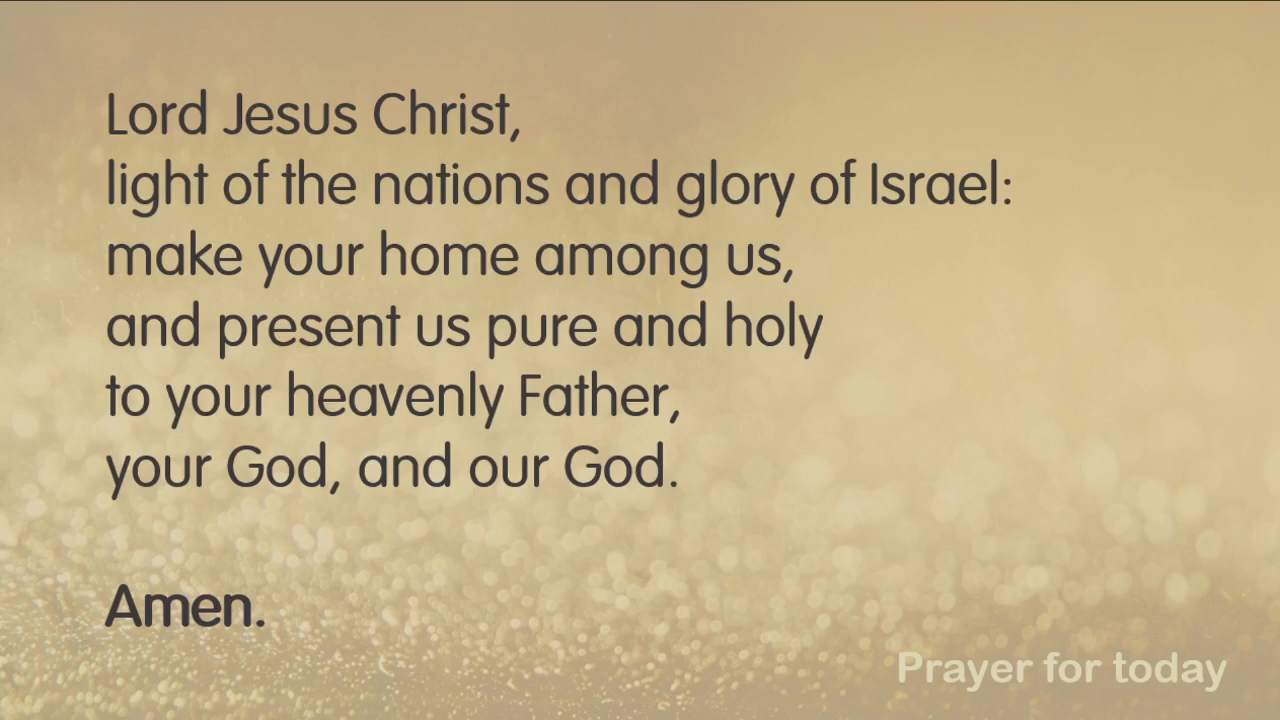 Lord Jesus Christ,
light of the nations and glory of Israel:
make your home among us,
and present us pure and holy
to your heavenly Father,
your God, and our God.
Amen.
Prayer for today